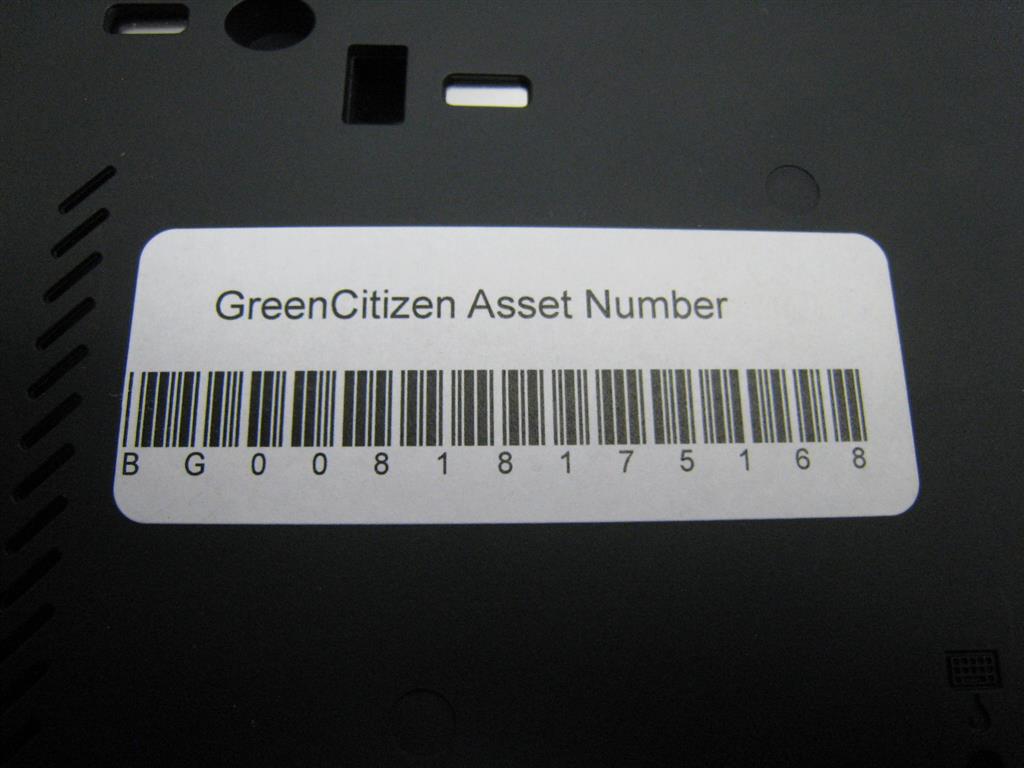 GreenCitizen Asset Number
B G 0 0 8 1 8 1 7 5 1 6 8